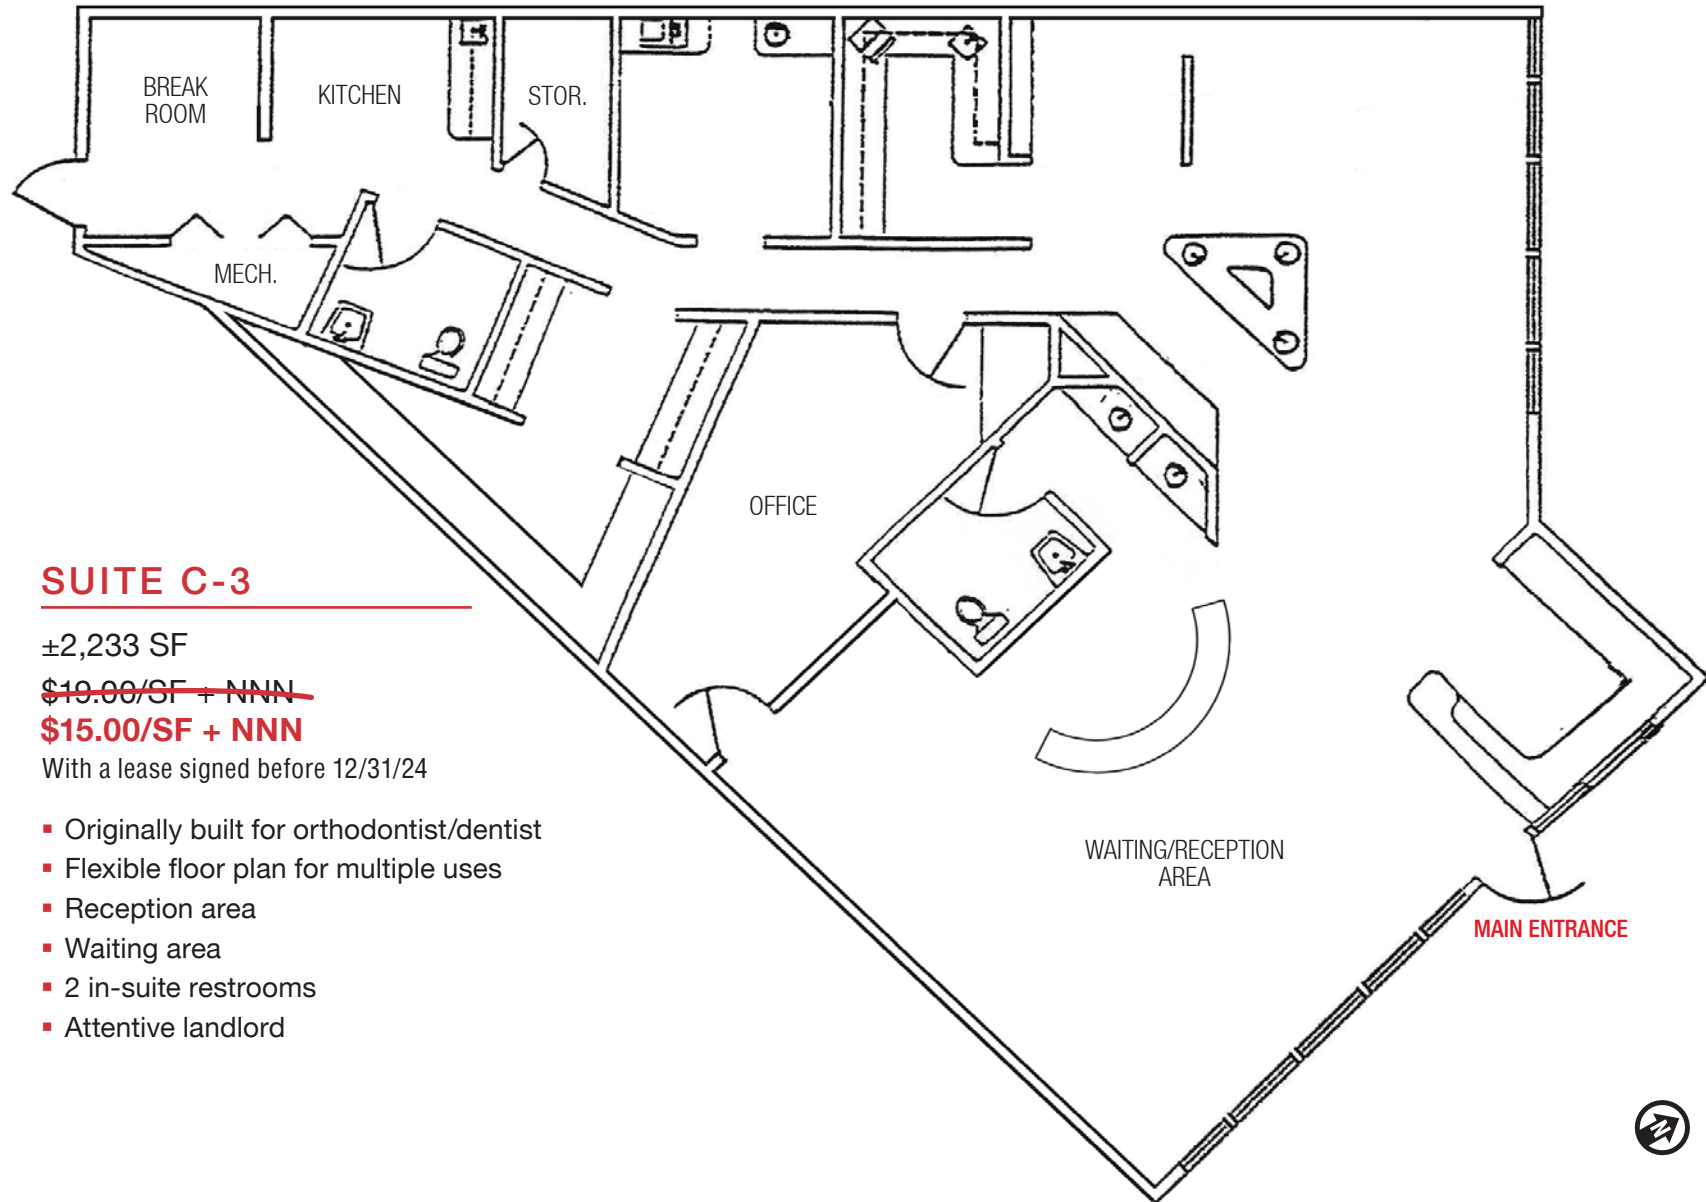 BREAK
ROOM
KITCHEN
STOR.
MECH.
OFFICE
SUITE C-3
±2,233 SF
$19.00/SF + NNN
$15.00/SF + NNN
With a lease signed before 12/31/24
▪ Originally built for orthodontist/dentist
▪ Flexible floor plan for multiple uses
▪ Reception area
▪ Waiting area
▪ 2 in-suite restrooms
▪ Attentive landlord
WAITING/RECEPTION
AREA
MAIN ENTRANCE
N